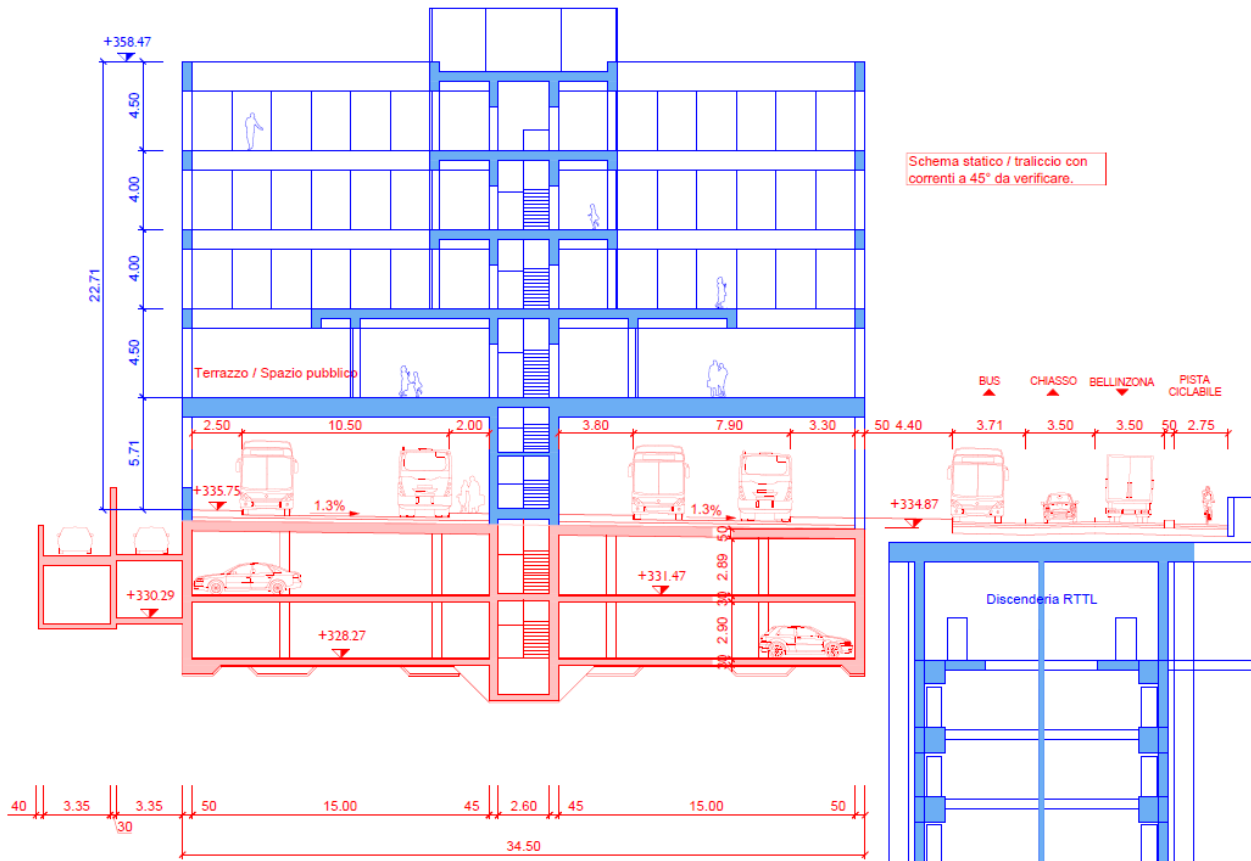 +358.47
4.50
4.00
4.00
22.71
4.50
5.71
Schema statico / traliccio con
correnti a 45° da verificare.
Terrazzo / Spazio pubblico
BUS CHIASSO BELLINZONA PISTA
CICLABILE
2.50 10.50 2.00 3.80 7.90 3.30 50 4.40 3.71 3.50 3.50 50 2.75
+335.75
1.3%
1.3%
+334.87
50
2.89
+331.47
30
+330.29
2.90
+328.27
30
Discenderia RTTL
40 3.35 3.35 50 15.00 45 2.60 45 15.00 50
30
34.50